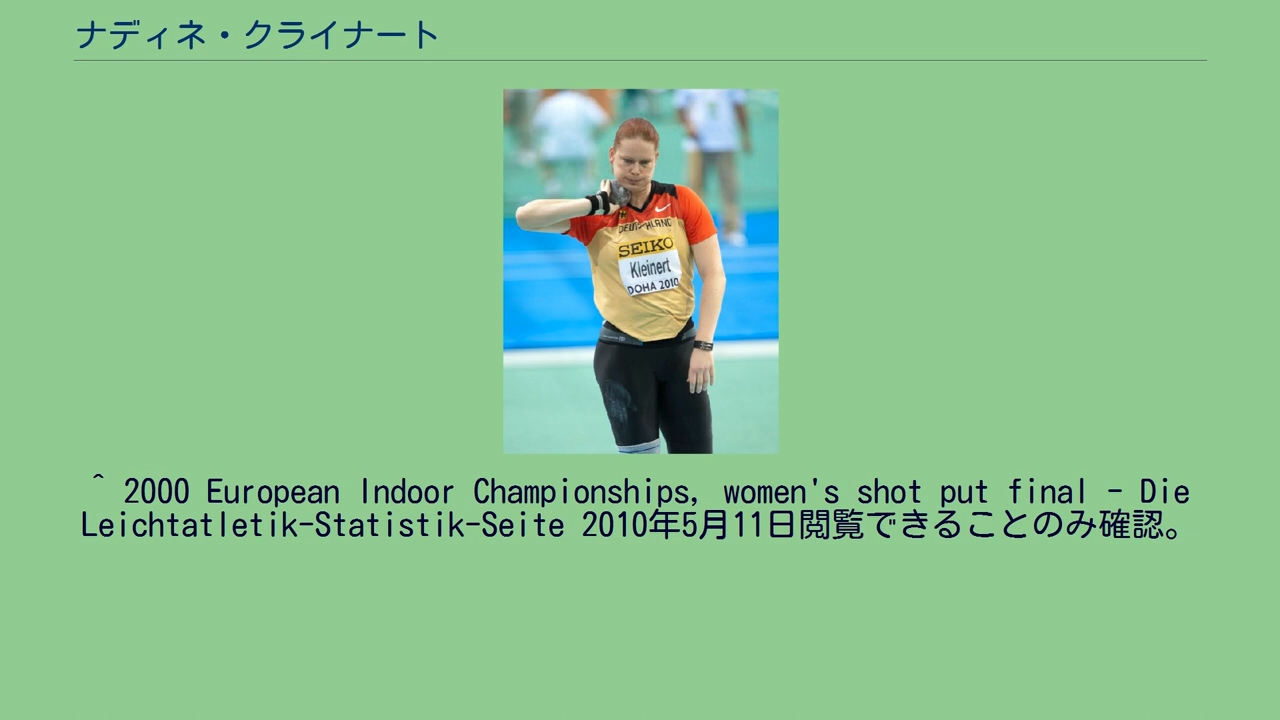 ナディネ・クライナート
DEUTSCHLAND
SEIKO
Kleinert
DOHA 2010
^ 2000 European Indoor Championships, women's shot put final - Die
Leichtatletik-Statistik-Seite 2010年5月11日閲覧できることのみ確認。